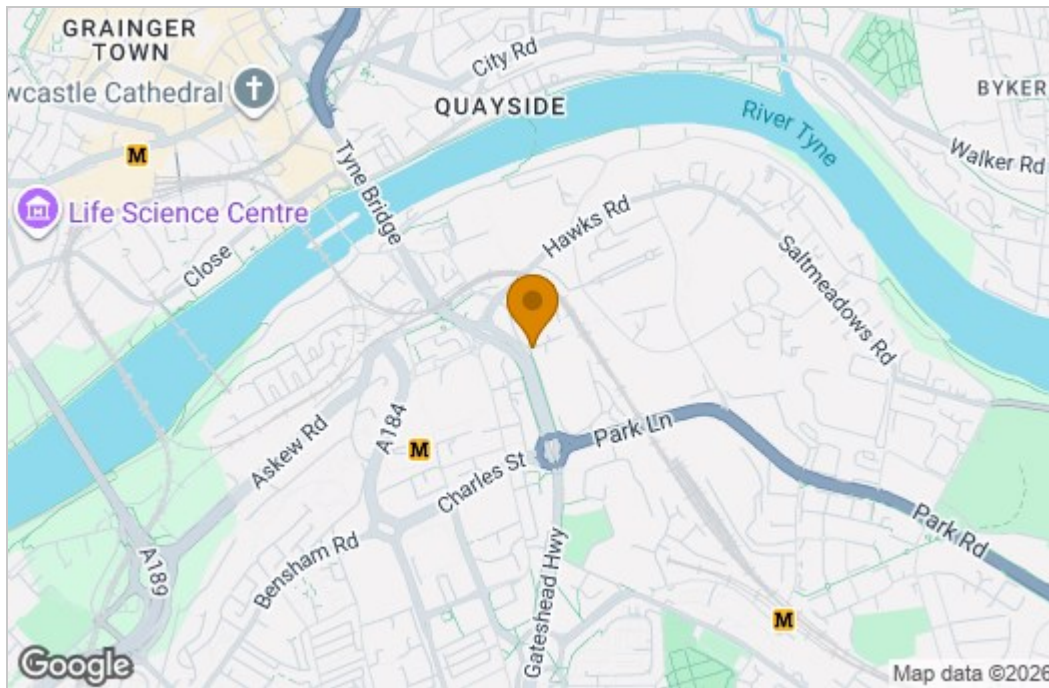 GRAINGER
TOWN
wcastle Cathedral
City Rd
QUAYSIDE
BYKER
River Tyne
Walker Rd
M
Life Science Centre
Tyne Bridge
Close
Hawks Rd
Saltmeadows Rd
Askew Rd
A184
M
Park Ln
Charles St
Bensham Rd
A189
Gateshead Hwy
Park Rd
M
Google
Map data ©2026